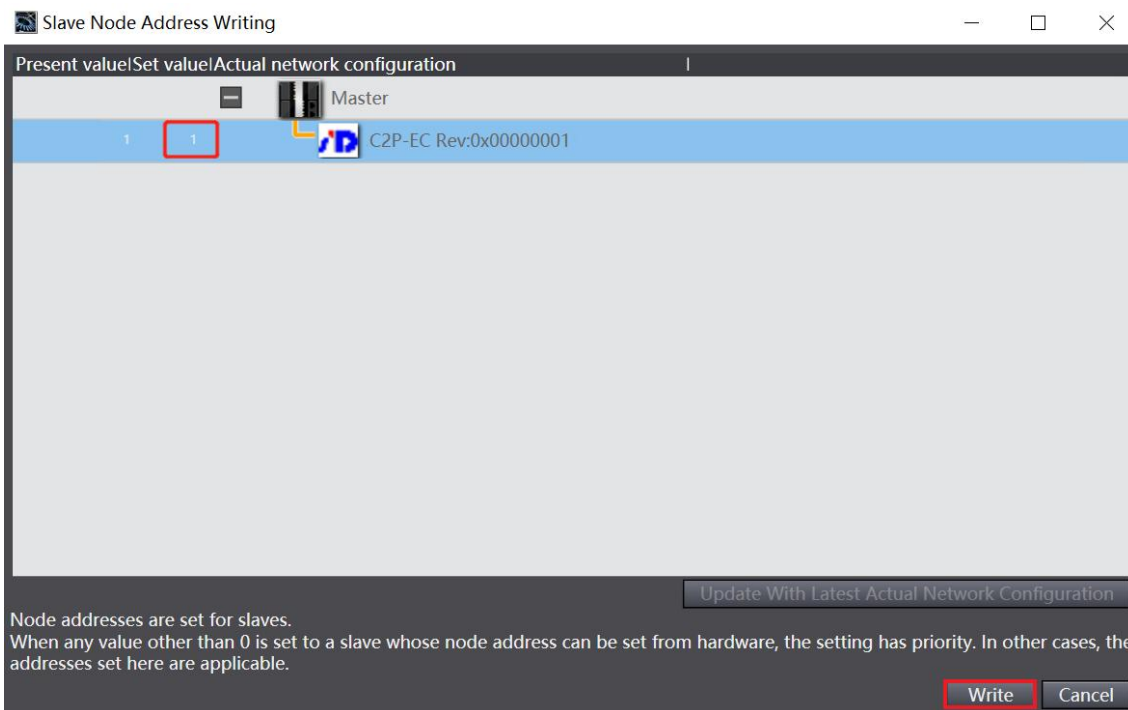 Slave Node Address Writing
Present value|Set value|Actual network configuration |
Master
1 1 C2P-EC Rev:0x00000001
Update With Latest Actual Network Configuration
Node addresses are set for slaves.
When any value other than 0 is set to a slave whose node address can be set from hardware, the setting has priority. In other cases, the
addresses set here are applicable.
Write Cancel